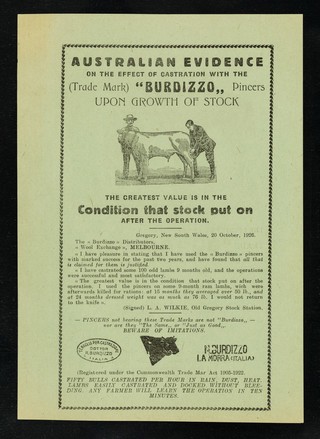 AUSTRALIAN EVIDENCE
ON THE EFFECT OF CASTRATION WITH THE
(Trade Mark) "BURDIZZO„ Pincers
UPON GROWTH OF STOCK
THE GREATEST VALUE IS IN THE
Condition that stock put on
AFTER THE OPERATION.
Gregory, New South Wales, 20 October, 1926.
The « Burdizzo » Distributors,
« Wool Exchange », MELBOURNE.
« I have pleasure in stating that I have used the « Burdizzo » pincers
with marked success for the past two years, and have found that all that
is claimed for them is justified.
« I have castrated some 100 odd lambs 9 months old, and the operations
were successful and most satisfactory.
« The greatest value is in the condition that stock put on after the
operation. I used the pincers on some 9-month ram lambs, wich were
afterwards killed for rations: at 15 months they averaged over 65 lb., and
at 24 months dressed weight was as much as 76 lb. I would not return
to the knife ».
(Signed) L. A. WILKIE, Old Gregory Stock Station.
— PINCERS not bearing these Trade Marks are not "Burdizzo„ —
nor are they "The Same„ or "Just as Good„
BEWARE OF IMITATIONS.
DOTTOR
N. BURDIZZO
ITALIA
N. BURDIZZO
LA MORRA (ITALIA)
(Registered under the Commonwealth Trade Mar Act 1905-1922.
FIFTY BULLS CASTRATED PER HOUR IN RAIN, DUST, HEAT.
LAMBS EASILY CASTRATED AND DOCKED WITHOUT BLEE-
DING. ANY FARMER WILL LEARN THE OPERATION IN TEN
MINUTES.